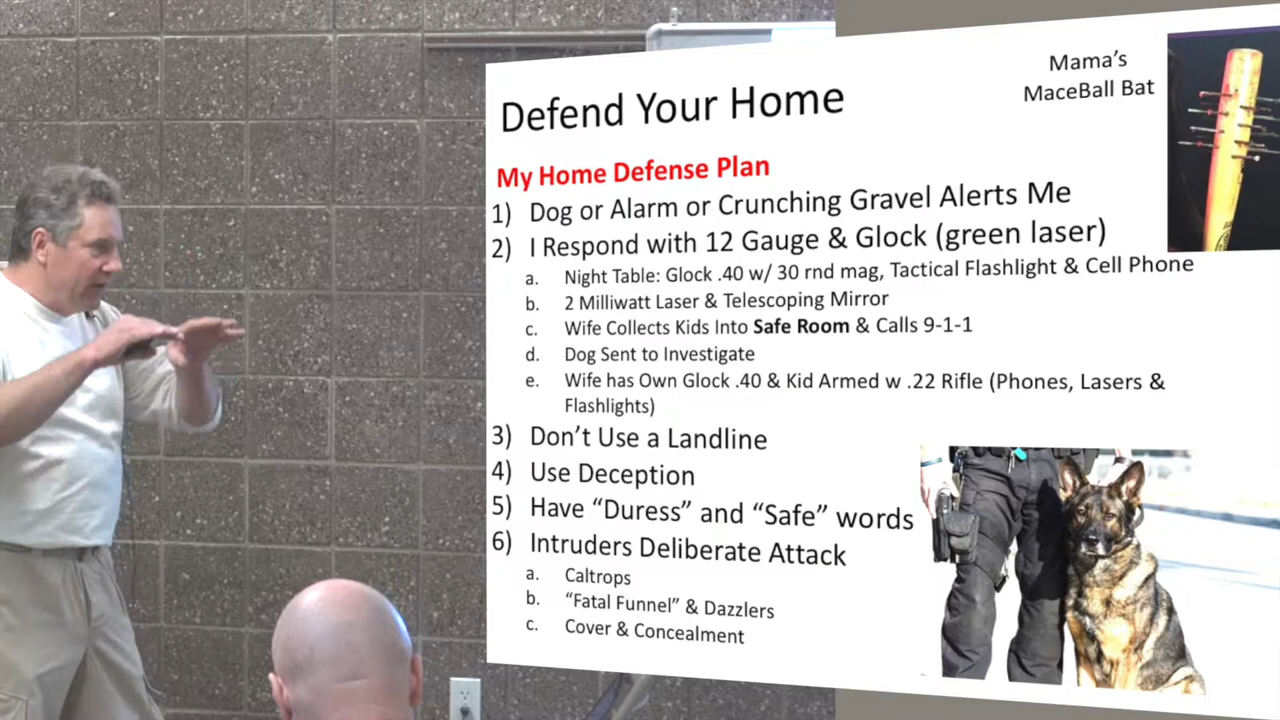 Mama's
MaceBall Bat
Defend Your Home
My Home Defense Plan
1) Dog or Alarm or Crunching Gravel Alerts Me
2) I Respond with 12 Gauge & Glock (green laser)
a. Night Table: Glock .40 w/ 30 rnd mag, Tactical Flashlight & Cell Phone
b. 2 Milliwatt Laser & Telescoping Mirror
c. Wife Collects Kids Into Safe Room & Calls 9-1-1
d. Dog Sent to Investigate
e. Wife has Own Glock .40 & Kid Armed w .22 Rifle (Phones, Lasers &
Flashlights)
3) Don't Use a Landline
4) Use Deception
5) Have “Duress” and “Safe” words
6) Intruders Deliberate Attack
a. Caltrops
b. “Fatal Funnel” & Dazzlers
c. Cover & Concealment